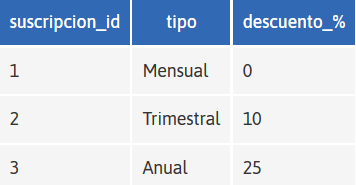 suscripcion_id tipo descuento_%
1 Mensual 0
2 Trimestral 10
3 Anual 25